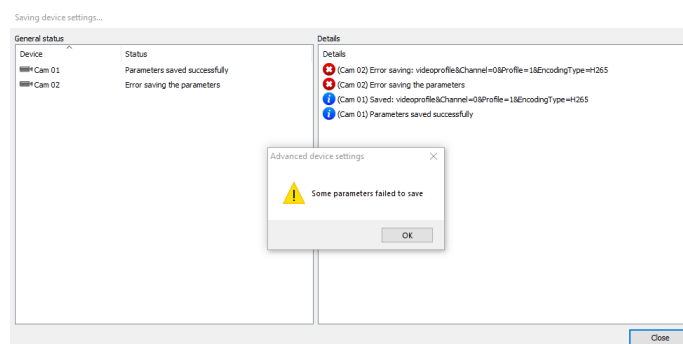 Saving device settings...
General status
Device Status
Cam 01 Parameters saved successfully
Cam 02 Error saving the parameters
Details
Details
(Cam 02) Error saving: videoprofile&Channel=0&Profile=1&EncodingType=H265
(Cam 02) Error saving the parameters
(Cam 01) Saved: videoprofile&Channel=0&Profile=1&EncodingType=H265
(Cam 01) Parameters saved successfully
Advanced device settings
Some parameters failed to save
OK
Close